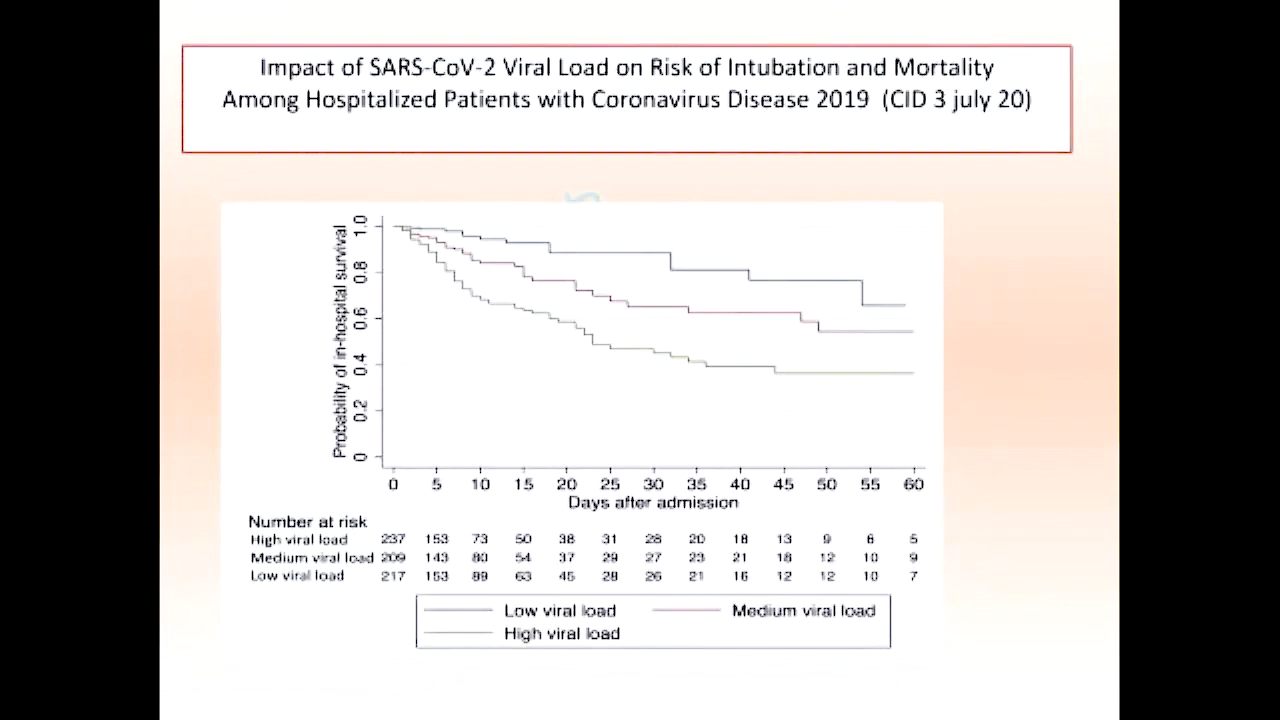 Impact of SARS-CoV-2 Viral Load on Risk of Intubation and Mortality
Among Hospitalized Patients with Coronavirus Disease 2019 (CID 3 july 20)
Probability of in-hospital survival
1.0
0.8
0.6
0.4
0.2
0
0 5 10 15 20 25 30 35 40 45 50 55 60
Days after admission
Number at risk
High viral load 237 153 73 50 38 31 28 20 18 13 9 6 5
Medium viral load 209 143 80 54 37 29 27 23 21 18 12 10 9
Low viral load 217 153 89 63 45 28 26 21 16 12 12 10 7
Low viral load Medium viral load
High viral load